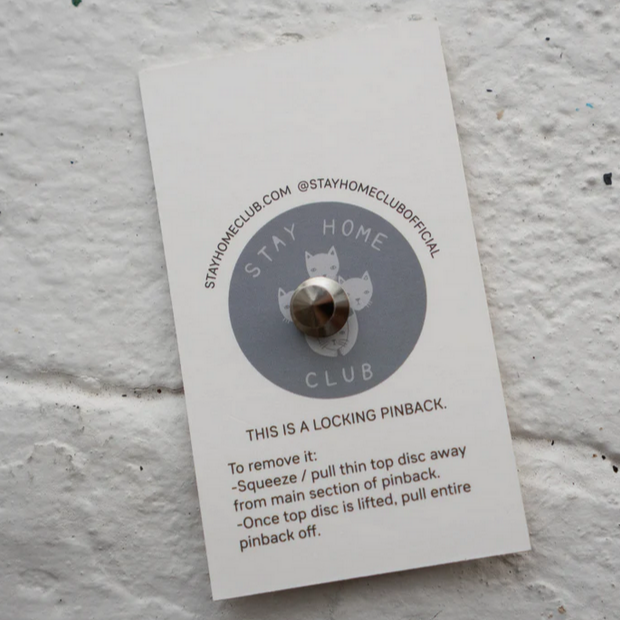 STAYHOMECLUB.COM @STAYHOMECLUBOFFICIAL
STAY HOME
CLUB
THIS IS A LOCKING PINBACK.
To remove it:
-Squeeze / pull thin top disc away
from main section of pinback.
-Once top disc is lifted, pull entire
pinback off.